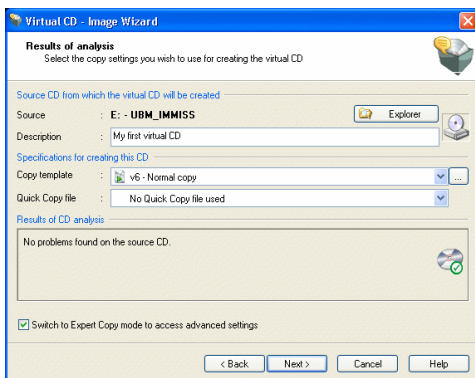 Virtual CD - Image Wizard
Results of analysis
Select the copy settings you wish to use for creating the virtual CD
Source CD from which the virtual CD will be created
Source : E: - UBM_IMMISS Explorer
Description : My first virtual CD
Specifications for creating this CD
Copy template : v6 - Normal copy ...
Quick Copy file : No Quick Copy file used
Results of CD analysis
No problems found on the source CD.
Switch to Expert Copy mode to access advanced settings
< Back Next > Cancel Help